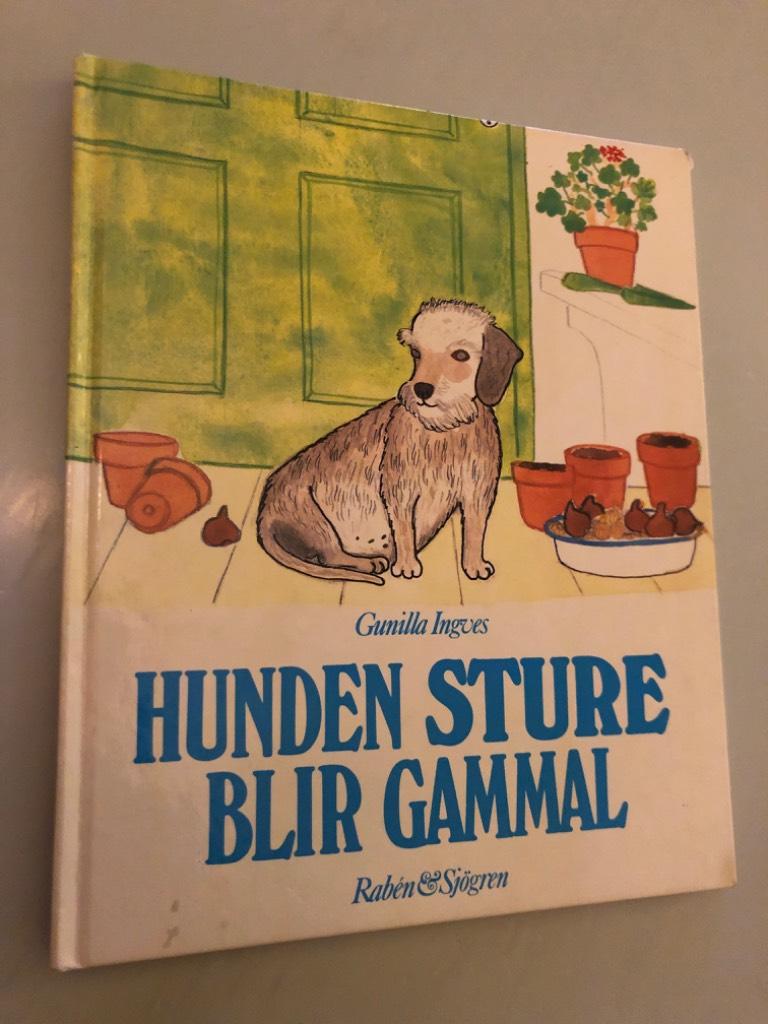 Gunilla Ingves
HUNDEN STURE
BLIR GAMMAL
Rabén & Sjögren